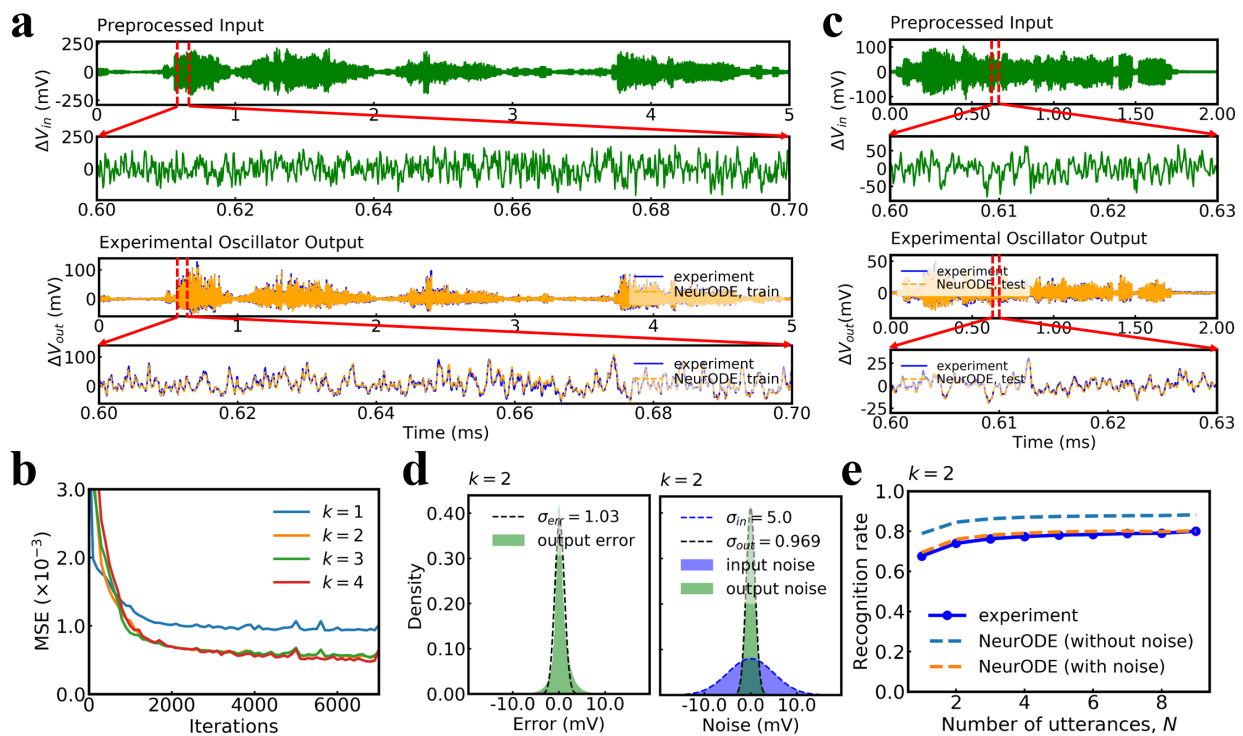 a
Preprocessed Input
ΔV_in (mV)
250
0
-250
0 1 2 3 4 5
250
0
0.60 0.62 0.64 0.66 0.68 0.70
Experimental Oscillator Output
ΔV_out (mV)
100
0
experiment
NeurODE, train
0 1 2 3 4 5
100
0
experiment
NeurODE, train
0.60 0.62 0.64 0.66 0.68 0.70
Time (ms)
c
Preprocessed Input
ΔV_in (mV)
100
0
-100
0.00 0.50 1.00 1.50 2.00
50
0
-50
0.60 0.61 0.62 0.63
Experimental Oscillator Output
ΔV_out(mV)
50
0
experiment
NeurODE, test
0.00 0.50 1.00 1.50 2.00
25
0
-25
experiment
NeurODE, test
0.60 0.61 0.62 0.63
Time (ms)
b
MSE (×10⁻³)
3.0
2.0
1.0
0.0
k = 1
k = 2
k = 3
k = 4
0 2000 4000 6000
Iterations
d
k = 2
Density
0.40
0.30
0.20
0.10
0.00
σ_err = 1.03
output error
-10.0 0.0 10.0
Error (mV)
k = 2
σ_in = 5.0
σ_out = 0.969
input noise
output noise
-10.0 0.0 10.0
Noise (mV)
e
k = 2
Recognition rate
1.0
0.8
0.6
0.4
0.2
0.0
experiment
NeurODE (without noise)
NeurODE (with noise)
2 4 6 8
Number of utterances, N